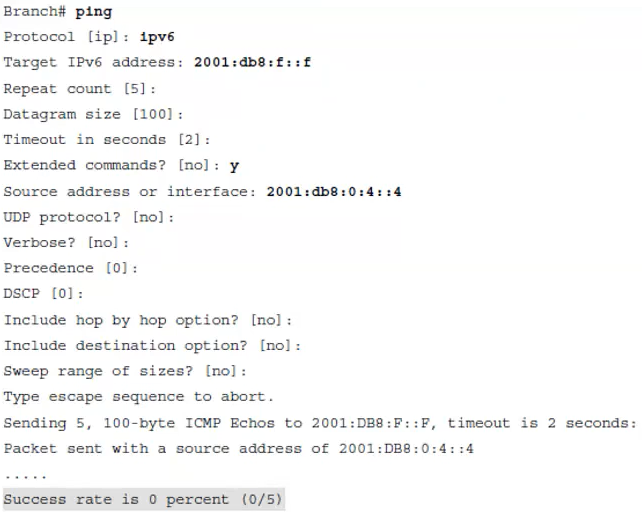 Branch# ping
Protocol [ip]: ipv6
Target IPv6 address: 2001:db8:f::f
Repeat count [5]:
Datagram size [100]:
Timeout in seconds [2]:
Extended commands? [no]: y
Source address or interface: 2001:db8:0:4::4
UDP protocol? [no]:
Verbose? [no]:
Precedence [0]:
DSCP [0]:
Include hop by hop option? [no]:
Include destination option? [no]:
Sweep range of sizes? [no]:
Type escape sequence to abort.
Sending 5, 100-byte ICMP Echos to 2001:DB8:F::F, timeout is 2 seconds:
Packet sent with a source address of 2001:DB8:0:4::4
.....
Success rate is 0 percent (0/5)